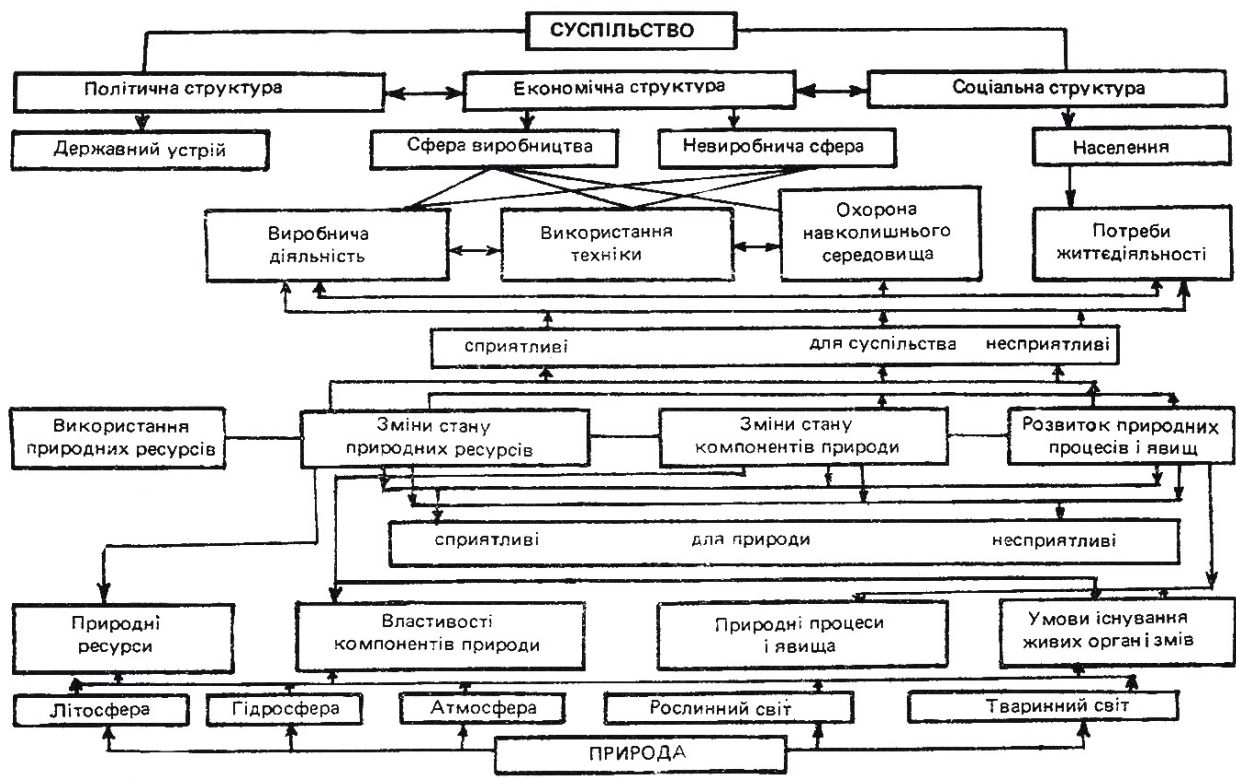 СУСПІЛЬСТВО
Політична структура
Економічна структура
Соціальна структура
Державний устрій
Сфера виробництва
Невиробнича сфера
Населення
Виробнича
діяльність
Використання
техніки
Охорона
навколишнього
середовища
Потреби
життєдіяльності
сприятливі
для суспільства
несприятливі
Використання
природних ресурсів
Зміни стану
природних ресурсів
Зміни стану
компонентів природи
Розвиток природних
процесів і явищ
сприятливі
для природи
несприятливі
Природні
ресурси
Властивості
компонентів природи
Природні процеси
і явища
Умови існування
живих організмів
Літосфера
Гідросфера
Атмосфера
Рослинний світ
Тваринний світ
ПРИРОДА